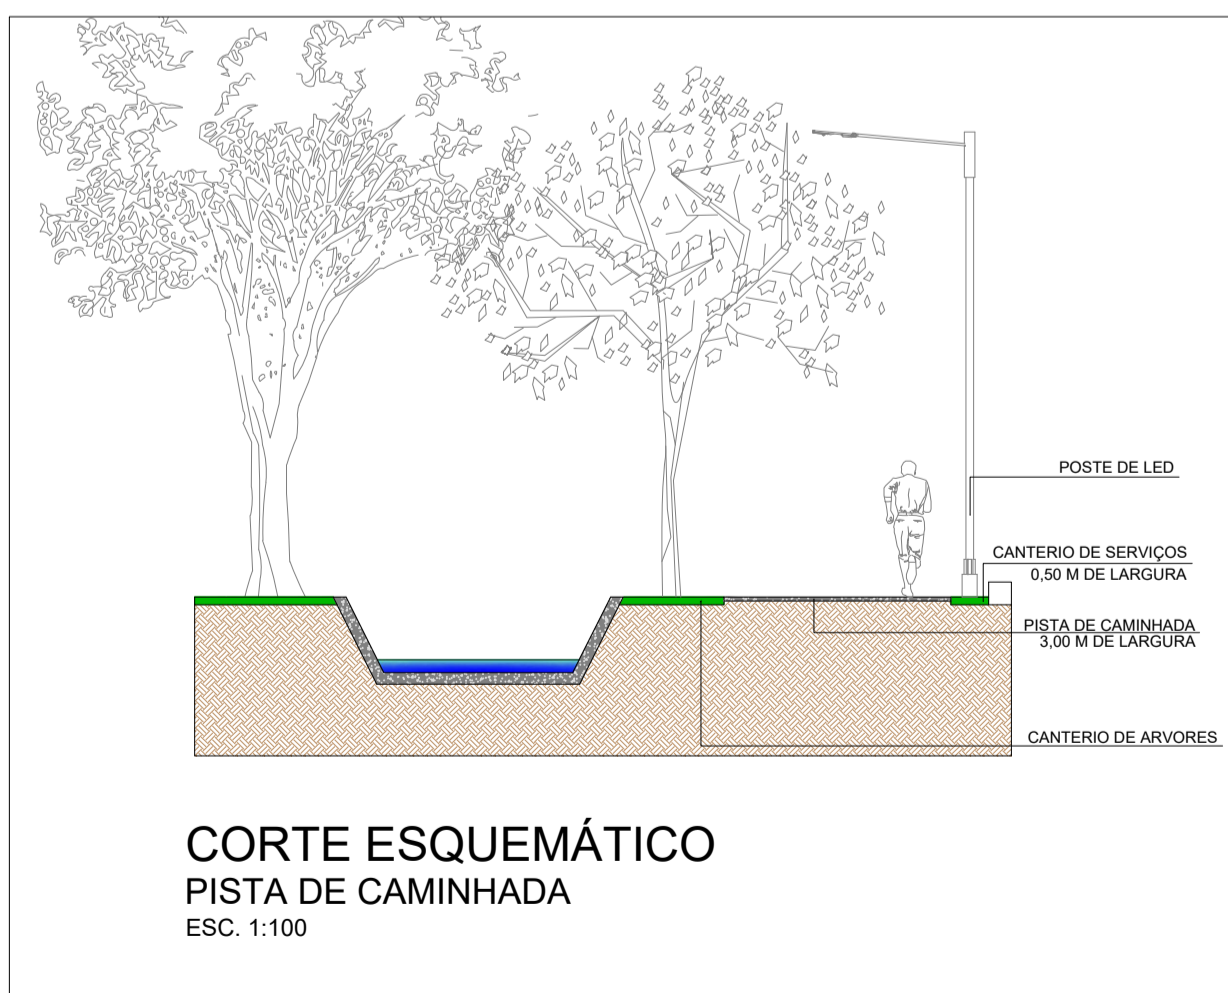 POSTE DE LED
CANTERIO DE SERVIÇOS
0,50 M DE LARGURA
PISTA DE CAMINHADA
3,00 M DE LARGURA
CANTERIO DE ARVORES
CORTE ESQUEMÁTICO
PISTA DE CAMINHADA
ESC. 1:100